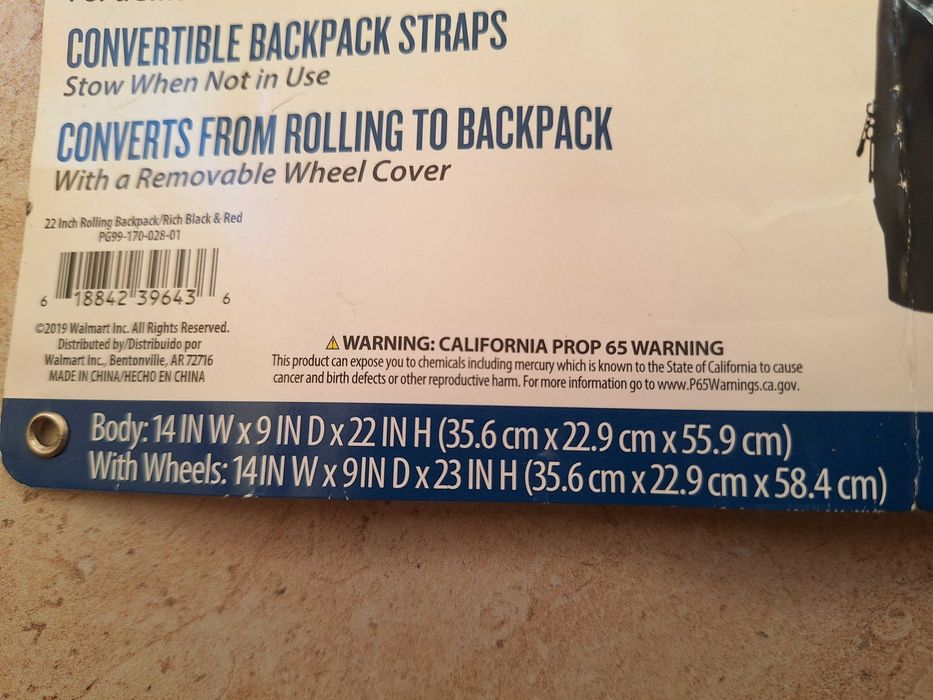 CONVERTIBLE BACKPACK STRAPS
Stow When Not in Use
CONVERTS FROM ROLLING TO BACKPACK
With a Removable Wheel Cover
22 Inch Rolling Backpack/Rich Black & Red
PG99-170-028-01
6 18842 39643 6
©2019 Walmart Inc. All Rights Reserved.
Distributed by/Distribuido por
Walmart Inc., Bentonville, AR 72716
MADE IN CHINA/HECHO EN CHINA
WARNING: CALIFORNIA PROP 65 WARNING
This product can expose you to chemicals including mercury which is known to the State of California to cause
cancer and birth defects or other reproductive harm. For more information go to www.P65Warnings.ca.gov.
Body: 14 IN W x 9 IN D x 22 IN H (35.6 cm x 22.9 cm x 55.9 cm)
With Wheels: 14 IN W x 9 IN D x 23 IN H (35.6 cm x 22.9 cm x 58.4 cm)